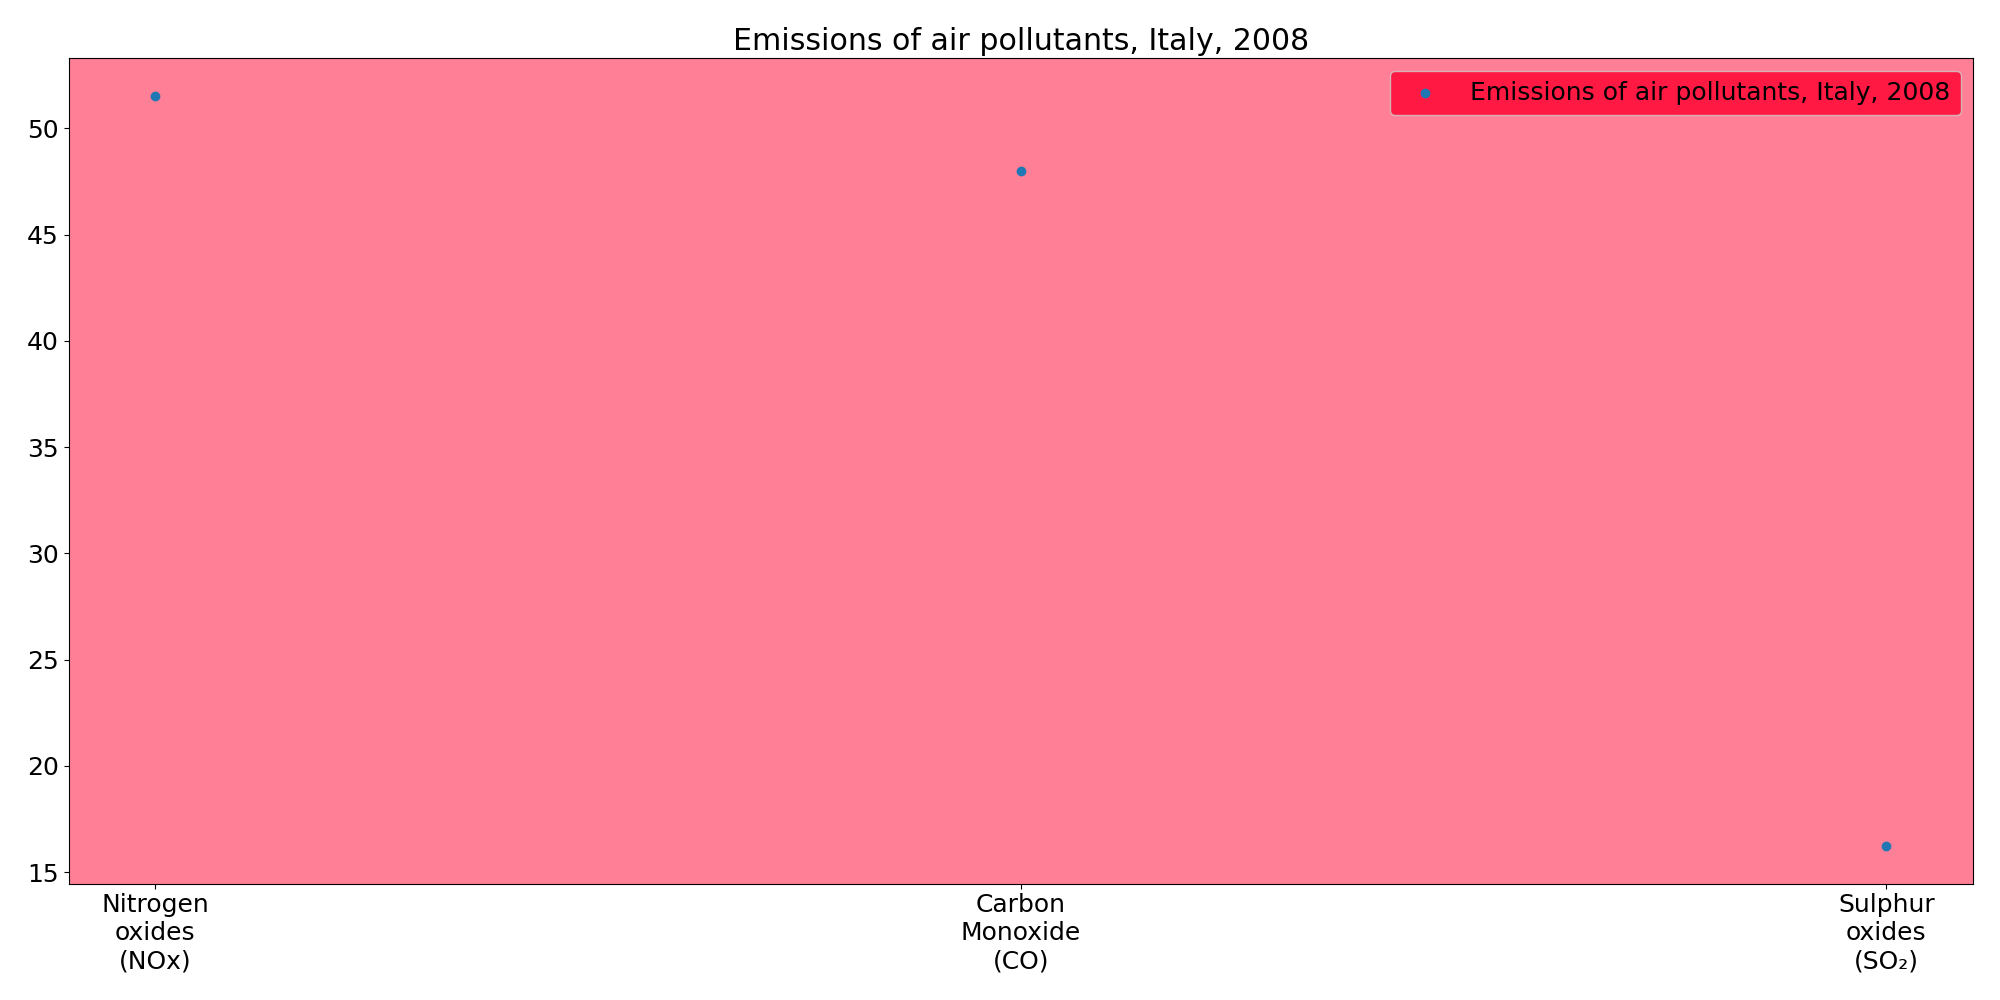 Emissions of air pollutants, Italy, 2008
Emissions of air pollutants, Italy, 2008
50
45
40
35
30
25
20
15
Nitrogen
oxides
(NOx)
Carbon
Monoxide
(CO)
Sulphur
oxides
(SO₂)